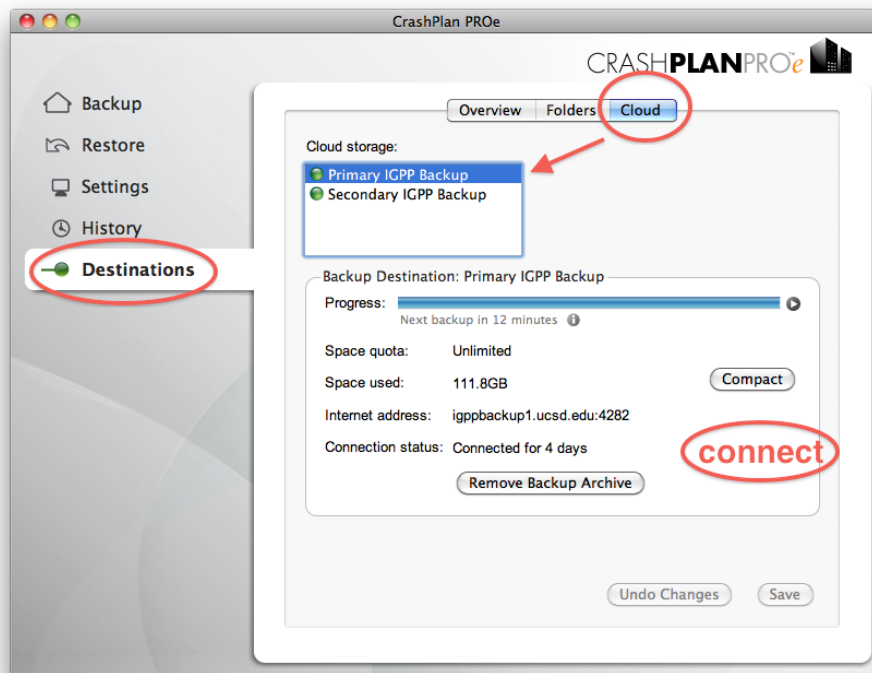 CrashPlan PROe
CRASHPLANPRO™e
Backup
Restore
Settings
History
Destinations
Overview Folders Cloud
Cloud storage:
Primary IGPP Backup
Secondary IGPP Backup
Backup Destination: Primary IGPP Backup
Progress:
Next backup in 12 minutes
Space quota: Unlimited
Space used: 111.8GB
Compact
Internet address: igppbackup1.ucsd.edu:4282
Connection status: Connected for 4 days
connect
Remove Backup Archive
Undo Changes Save